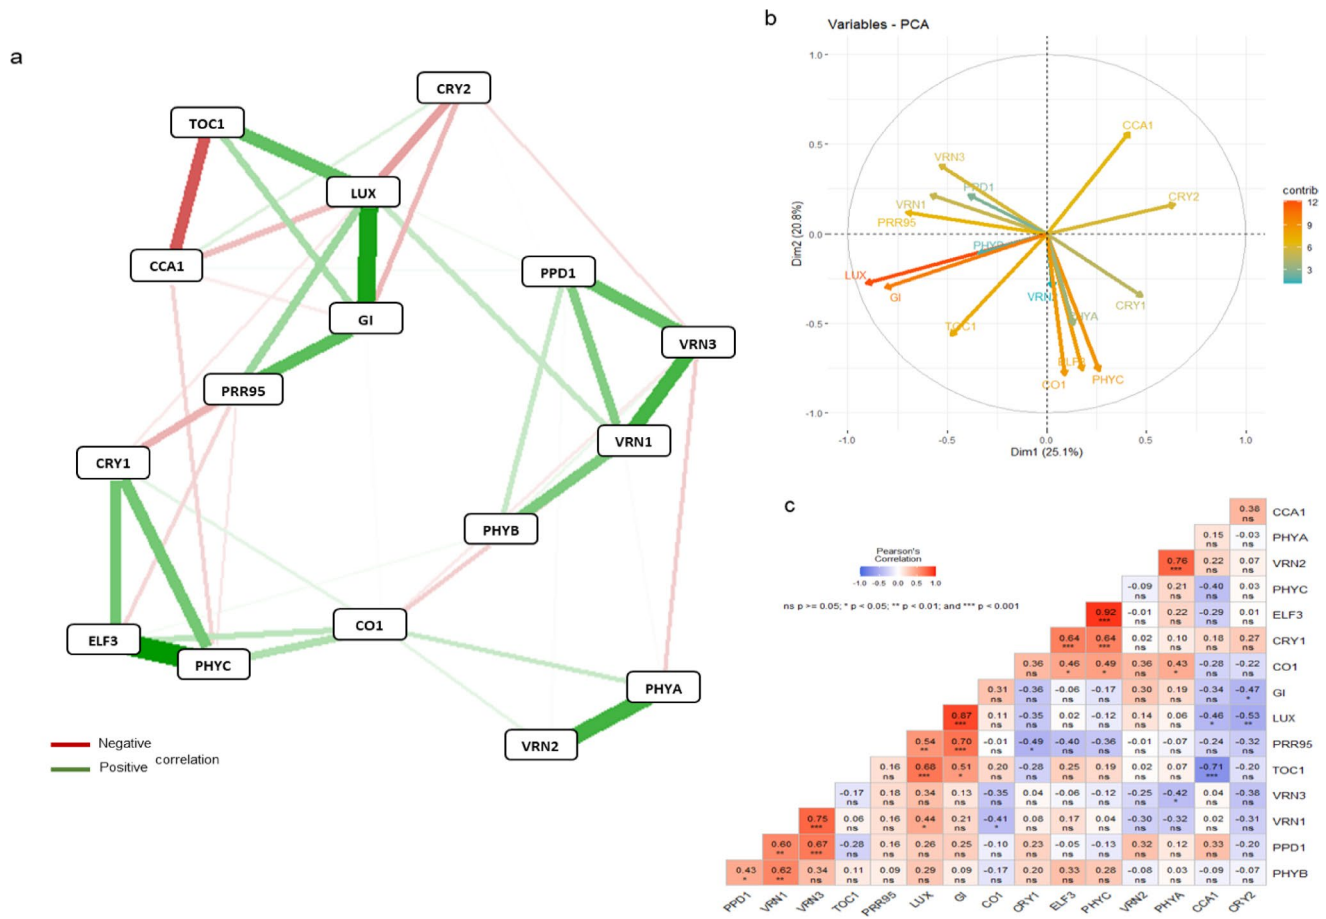 a
CRY2
TOC1
LUX
CCA1
PPD1
GI
VRN3
PRR95
VRN1
CRY1
PHYB
CO1
ELF3
PHYC
PHYA
VRN2
Negative
Positive
correlation
b
Variables - PCA
1.0
0.5
0.0
-0.5
-1.0
Dim2 (20.8%)
CCA1
VRN3
PPD1
CRY2
VRN1
PRR95
PHYB
LUX
GI
VRN2
CRY1
TOC1
PHYA
ELF3
CO1
PHYC
-1.0 -0.5 0.0 0.5 1.0
Dim1 (25.1%)
contrib
12
9
6
3
c
Pearson's
Correlation
-1.0 -0.5 0.0 0.5 1.0
ns p >= 0.05; * p < 0.05; ** p < 0.01; and *** p < 0.001
0.38 CCA1
ns
0.15 -0.03 PHYA
ns ns
0.76 0.22 0.07 VRN2
*** ns ns
-0.09 0.21 -0.40 0.03 PHYC
ns ns ns ns
0.92 -0.01 0.22 -0.29 0.01 ELF3
*** ns ns ns ns
0.64 0.64 0.02 0.10 0.18 0.27 CRY1
*** *** ns ns ns ns
0.36 0.46 0.49 0.36 0.43 -0.28 -0.22 CO1
ns * * ns * ns ns
0.31 -0.36 -0.06 -0.17 0.30 0.19 -0.34 -0.47 GI
ns ns ns ns ns ns ns *
0.87 0.11 -0.35 0.02 -0.12 0.14 0.06 -0.46 -0.53 LUX
*** ns ns ns ns ns ns * **
0.54 0.70 -0.01 -0.49 -0.40 -0.36 -0.01 -0.07 -0.24 -0.32 PRR95
** *** ns * ns ns ns ns ns ns
0.16 0.68 0.51 0.20 -0.28 0.25 0.19 0.02 0.07 -0.71 -0.20 TOC1
ns *** * ns ns ns ns ns ns *** ns
-0.17 0.18 0.34 0.13 -0.35 0.04 -0.06 -0.12 -0.25 -0.42 0.04 -0.38 VRN3
ns ns ns ns ns ns ns ns ns * ns ns
0.75 0.06 0.16 0.44 0.21 -0.41 0.08 0.17 0.04 -0.30 -0.32 0.02 -0.31 VRN1
*** ns ns * ns * ns ns ns ns ns ns ns
0.60 0.67 -0.28 0.16 0.26 0.25 -0.10 0.23 -0.05 -0.13 0.32 0.12 0.33 -0.20 PPD1
** *** ns ns ns ns ns ns ns ns ns ns ns ns
0.43 0.62 0.34 0.11 0.09 0.29 0.09 -0.17 0.20 0.33 0.28 -0.08 0.03 -0.09 -0.07 PHYB
* ** ns ns ns ns ns ns ns ns ns ns ns ns ns
PPD1 VRN1 VRN3 TOC1 PRR95 LUX GI CO1 CRY1 ELF3 PHYC VRN2 PHYA CCA1 CRY2